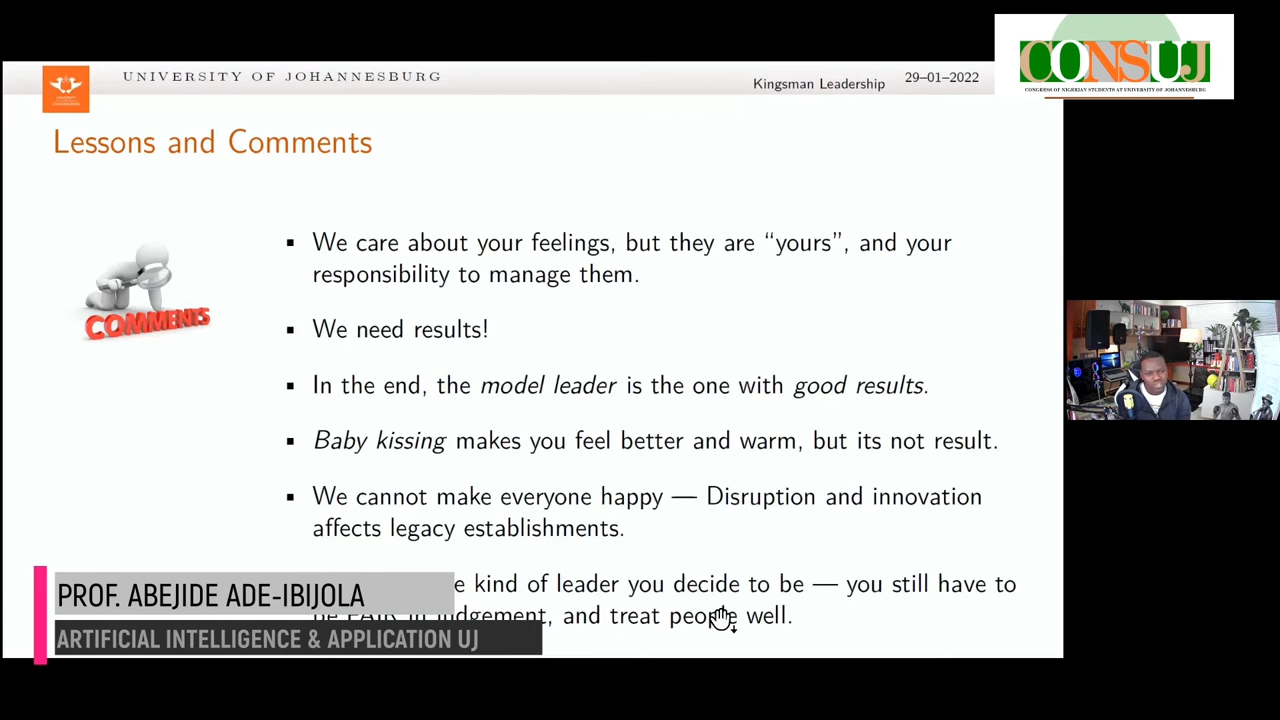 UNIVERSITY OF JOHANNESBURG
Kingsman Leadership
29–01–2022
CONSUJ
CONGRESS OF NIGERIAN STUDENTS AT UNIVERSITY OF JOHANNESBURG
Lessons and Comments
COMMENTS
▪ We care about your feelings, but they are “yours”, and your
responsibility to manage them.
▪ We need results!
▪ In the end, the model leader is the one with good results.
▪ Baby kissing makes you feel better and warm, but its not result.
▪ We cannot make everyone happy — Disruption and innovation
affects legacy establishments.
kind of leader you decide to be — you still have to
be FAIR in judgement, and treat people well.
PROF. ABEJIDE ADE-IBIJOLA
ARTIFICIAL INTELLIGENCE & APPLICATION UJ